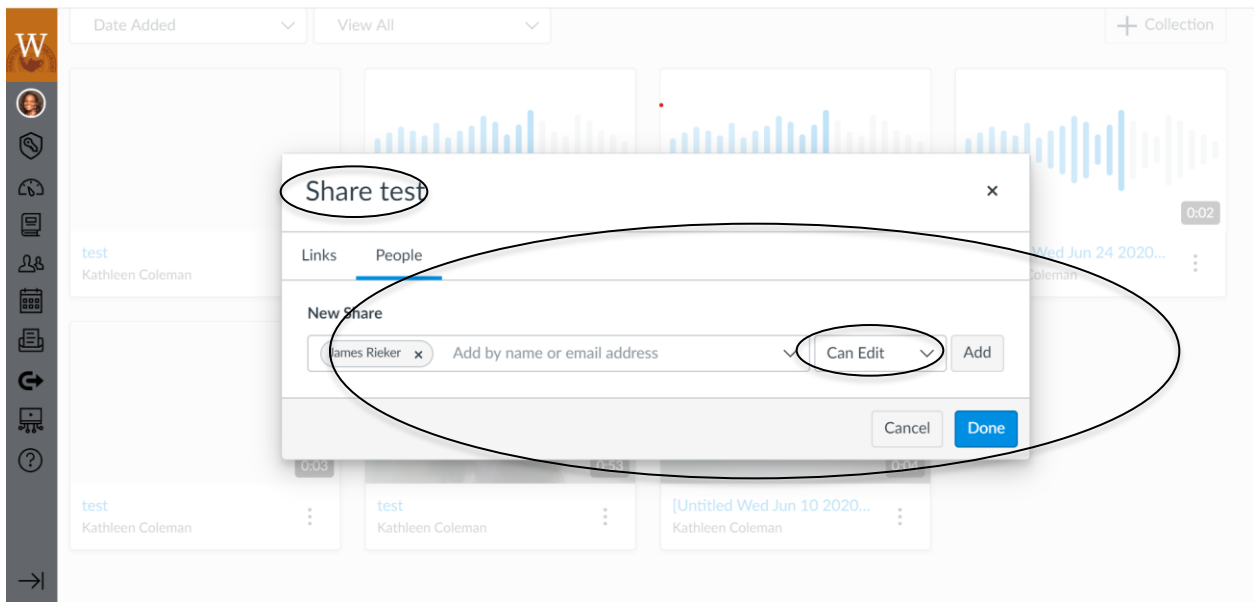 Date Added
View All
Collection
W
Share test
0:02
Links
People
test
Kathleen Coleman
Wed Jun 24 2020...
Coleman
New Share
James Rieker
Add by name or email address
Can Edit
Add
Cancel
Done
0:03
0:53
0:04
test
Kathleen Coleman
test
Kathleen Coleman
[Untitled Wed Jun 10 2020...
Kathleen Coleman